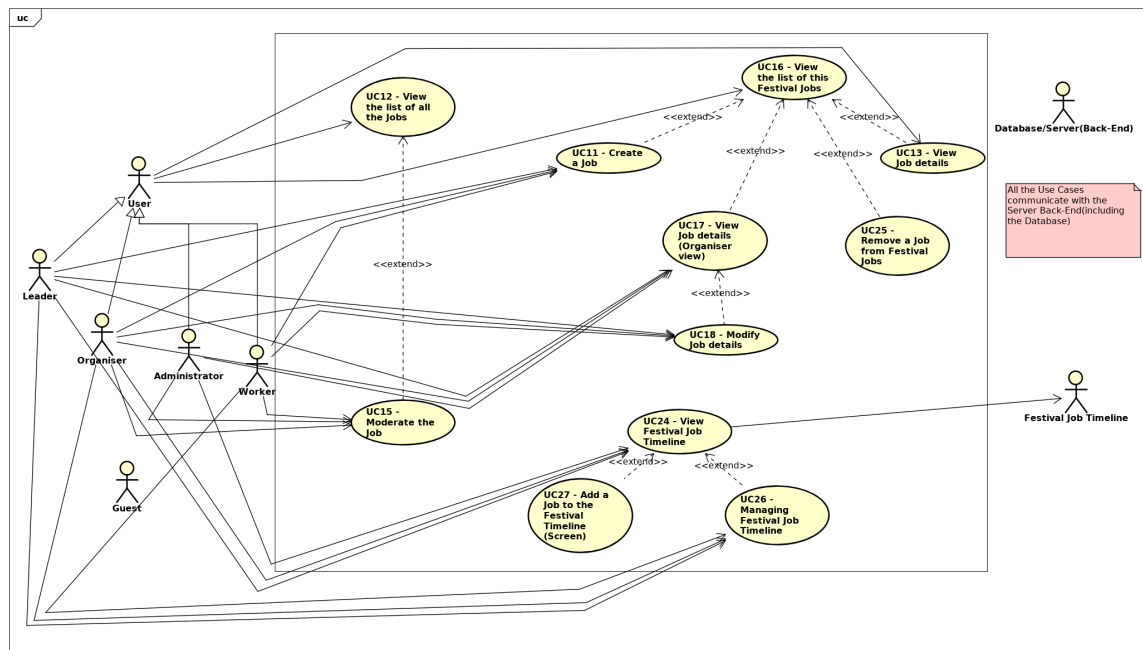 uc
UC12 - View
the list of all
the Jobs
UC16 - View
the list of this
Festival Jobs
Database/Server(Back-End)
<<extend>>
<<extend>>
UC11 - Create
a Job
<<extend>>
<<extend>>
UC13 - View
Job details
User
All the Use Cases
communicate with the
Server Back-End(including
the Database)
UC17 - View
Job details
(Organiser
view)
UC25 -
Remove a Job
from Festival
Jobs
<<extend>>
Leader
<<extend>>
UC18 - Modify
Job details
Organiser
Administrator
Worker
UC15 -
Moderate the
Job
Festival Job Timeline
UC24 - View
Festival Job
Timeline
<<extend>>
<<extend>>
Guest
UC27 - Add a
Job to the
Festival
Timeline
(Screen)
UC26 -
Managing
Festival Job
Timeline